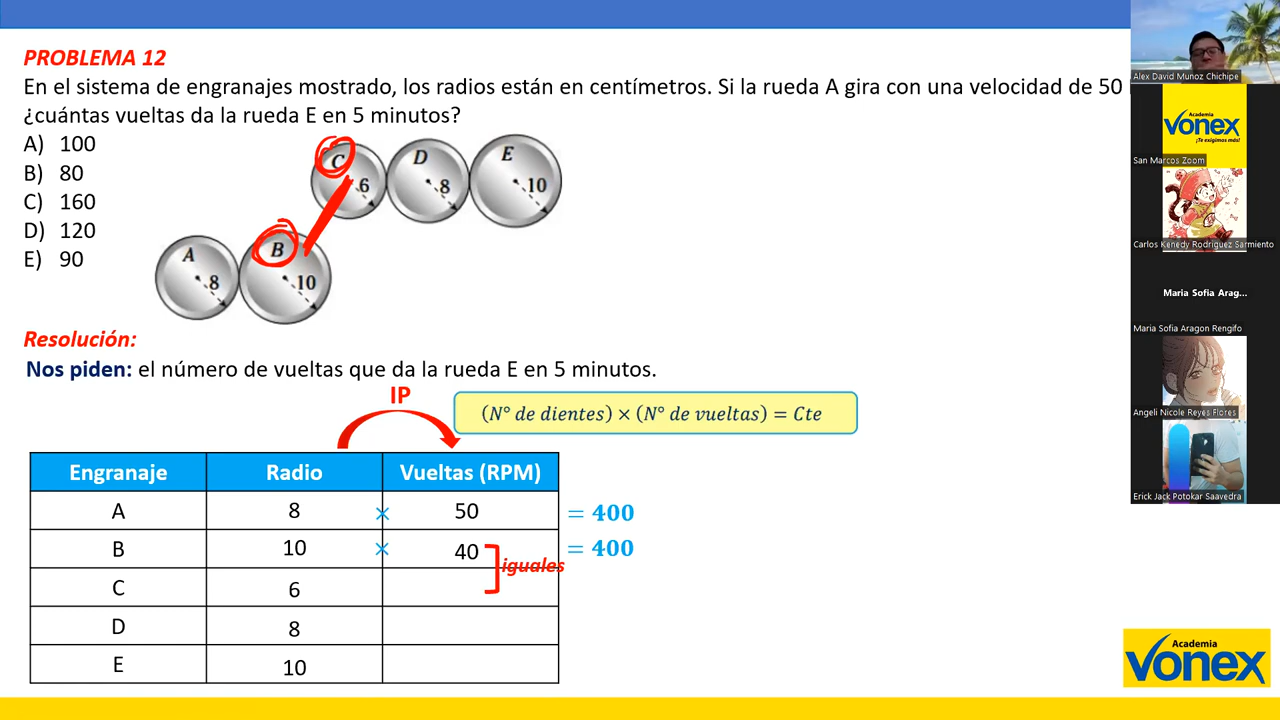 PROBLEMA 12
En el sistema de engranajes mostrado, los radios están en centímetros. Si la rueda A gira con una velocidad de 50
¿cuántas vueltas da la rueda E en 5 minutos?
A) 100
B) 80
C) 160
D) 120
E) 90
C 6 D 8 E 10
A 8 B 10
Resolución:
Nos piden: el número de vueltas que da la rueda E en 5 minutos.
IP
(N° de dientes) × (N° de vueltas) = Cte
Engranaje Radio Vueltas (RPM)
A 8 × 50 = 400
B 10 × 40 = 400
iguales
C 6
D 8
E 10
Alex David Munoz Chichipe
Academia
vonex
¡Te exigimos más!
San Marcos Zoom
Carlos Kenedy Rodriguez Sarmiento
Maria Sofia Arag...
Maria Sofia Aragon Rengifo
Angeli Nicole Reyes Flores
Erick Jack Potokar Saavedra
Academia
vonex